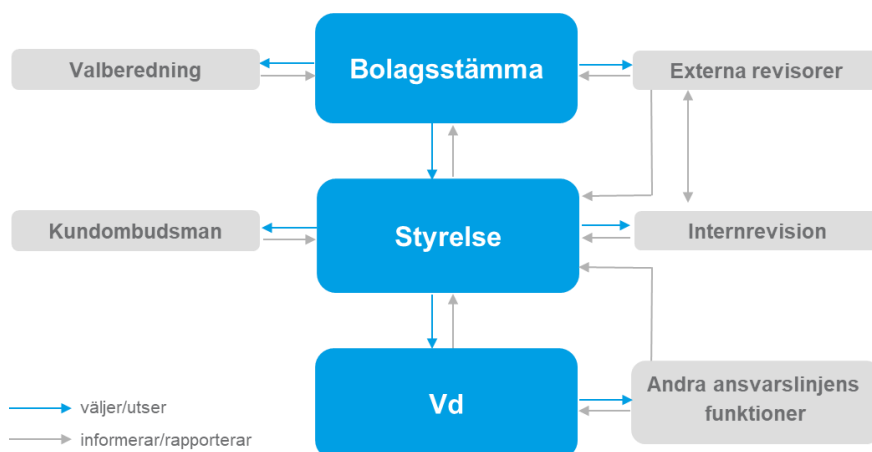 Bolagsstämma
Valberedning
Externa revisorer
Styrelse
Kundombudsman
Internrevision
Vd
Andra ansvarslinjens
funktioner
väljer/utser
informerar/rapporterar